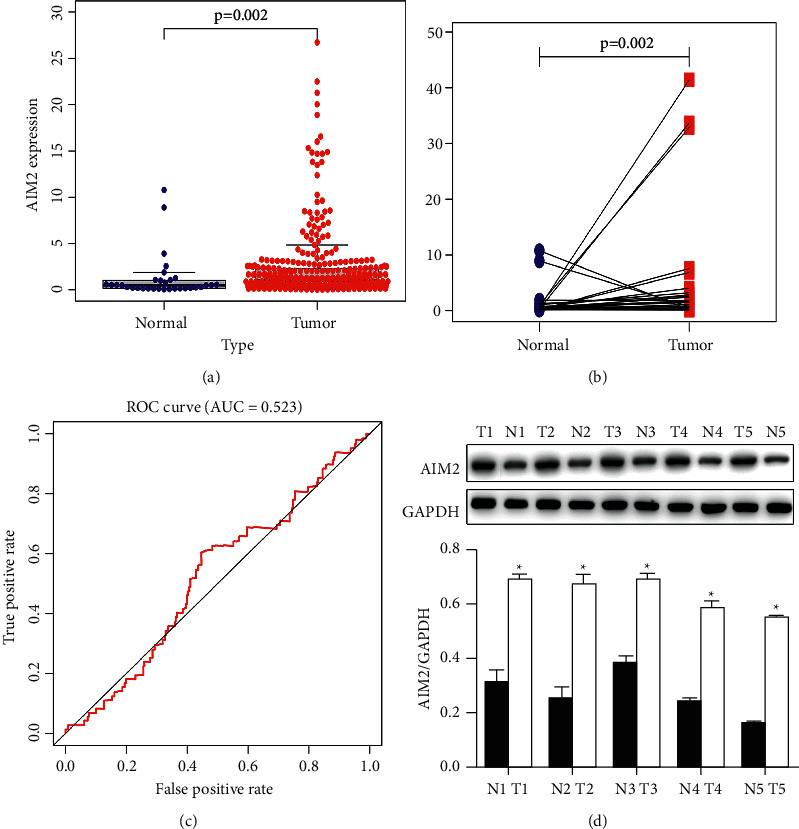 p=0.002
30
25
20
15
10
5
0
AIM2 expression
Normal
Tumor
Type
(a)
p=0.002
50
40
30
20
10
0
Normal
Tumor
(b)
ROC curve (AUC = 0.523)
1.0
0.8
0.6
0.4
0.2
0.0
True positive rate
0.0 0.2 0.4 0.6 0.8 1.0
False positive rate
(c)
T1 N1 T2 N2 T3 N3 T4 N4 T5 N5
AIM2
GAPDH
0.8
0.6
0.4
0.2
0.0
AIM2/GAPDH
* * * * *
N1 T1 N2 T2 N3 T3 N4 T4 N5 T5
(d)